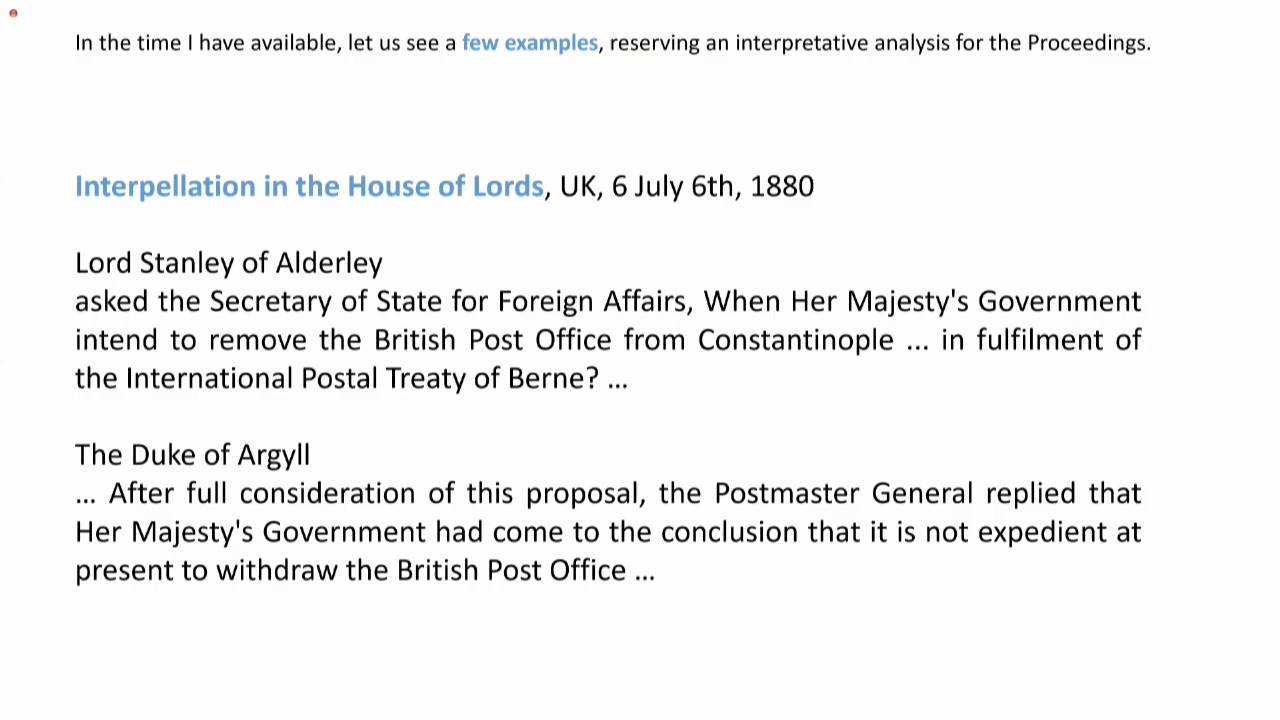 In the time I have available, let us see a few examples, reserving an interpretative analysis for the Proceedings.
Interpellation in the House of Lords, UK, 6 July 6th, 1880
Lord Stanley of Alderley
asked the Secretary of State for Foreign Affairs, When Her Majesty's Government
intend to remove the British Post Office from Constantinople ... in fulfilment of
the International Postal Treaty of Berne? ...
The Duke of Argyll
... After full consideration of this proposal, the Postmaster General replied that
Her Majesty's Government had come to the conclusion that it is not expedient at
present to withdraw the British Post Office ...